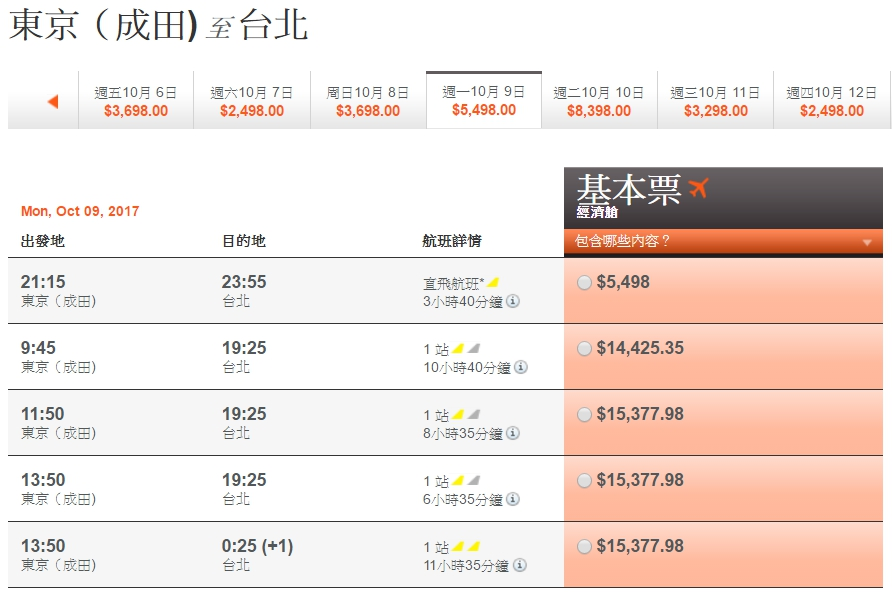 東京（成田）至台北
週五10月 6日
$3,698.00
週六10月 7日
$2,498.00
周日10月 8日
$3,698.00
週一10月 9日
$5,498.00
週二10月 10日
$8,398.00
週三10月 11日
$3,298.00
週四10月 12日
$2,498.00
基本票
經濟艙
Mon, Oct 09, 2017
出發地 目的地 航班詳情 包含哪些內容？
21:15 23:55 直飛航班* $5,498
東京（成田) 台北 3小時40分鐘
9:45 19:25 1 站 $14,425.35
東京（成田) 台北 10小時40分鐘
11:50 19:25 1 站 $15,377.98
東京（成田) 台北 8小時35分鐘
13:50 19:25 1 站 $15,377.98
東京（成田) 台北 6小時35分鐘
13:50 0:25 (+1) 1 站 $15,377.98
東京（成田) 台北 11小時35分鐘